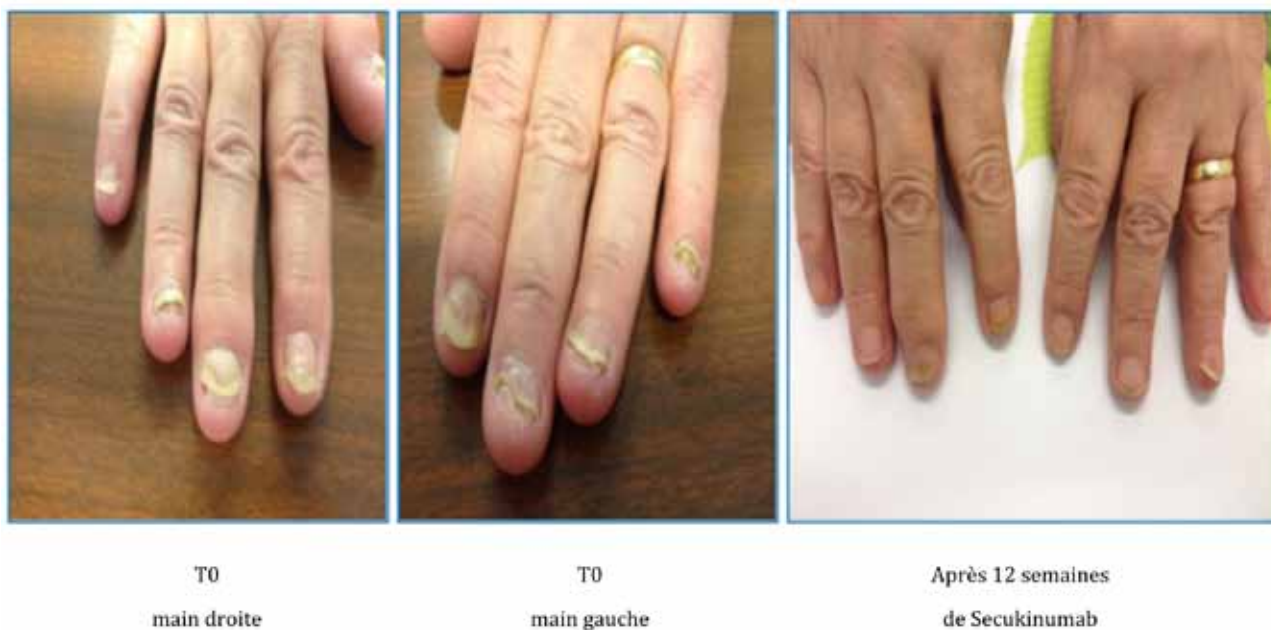 T0
main droite
T0
main gauche
Après 12 semaines
de Secukinumab